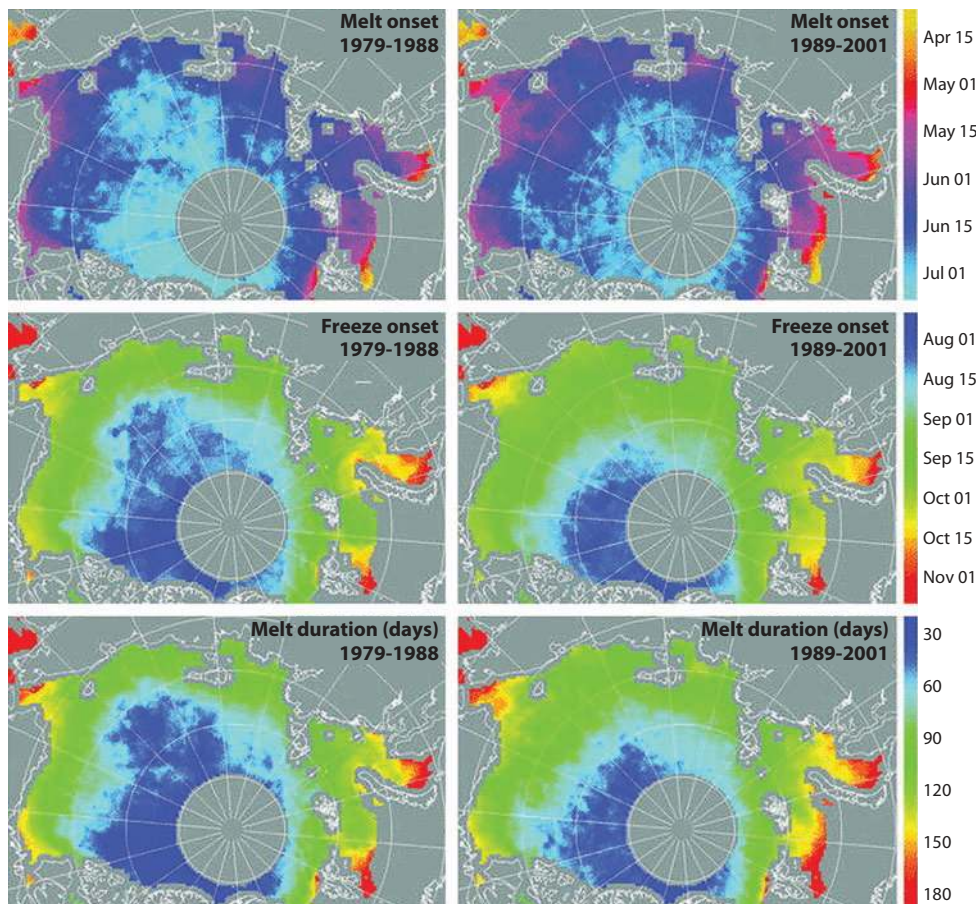 Melt onset
1979-1988
Melt onset
1989-2001
Apr 15
May 01
May 15
Jun 01
Jun 15
Jul 01
Freeze onset
1979-1988
Freeze onset
1989-2001
Aug 01
Aug 15
Sep 01
Sep 15
Oct 01
Oct 15
Nov 01
Melt duration (days)
1979-1988
Melt duration (days)
1989-2001
30
60
90
120
150
180